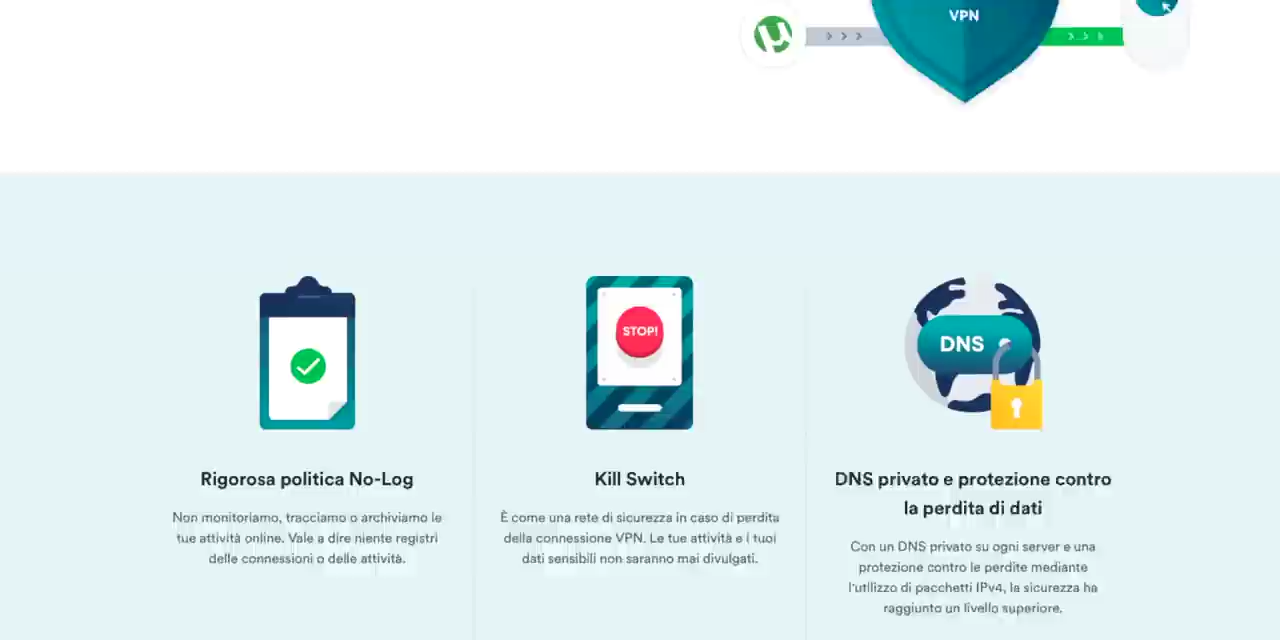 VPN
STOP!
DNS
Rigorosa politica No-Log
Non monitoriamo, tracciamo o archiviamo le
tue attività online. Vale a dire niente registri
delle connessioni o delle attività.
Kill Switch
È come una rete di sicurezza in caso di perdita
della connessione VPN. Le tue attività e i tuoi
dati sensibili non saranno mai divulgati.
DNS privato e protezione contro
la perdita di dati
Con un DNS privato su ogni server e una
protezione contro le perdite mediante
l'utilizzo di pacchetti IPv4, la sicurezza ha
raggiunto un livello superiore.